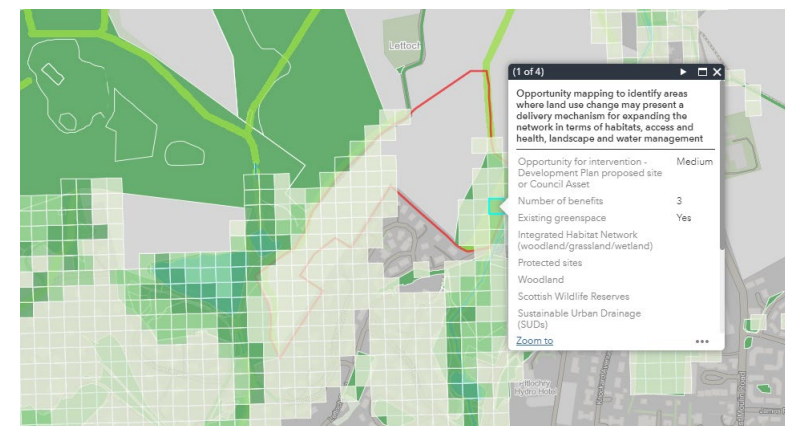 Lettoch
(1 of 4)
Opportunity mapping to identify areas
where land use change may present a
delivery mechanism for expanding the
network in terms of habitats, access and
health, landscape and water management
Opportunity for intervention - Medium
Development Plan proposed site
or Council Asset
Number of benefits 3
Existing greenspace Yes
Integrated Habitat Network
(woodland/grassland/wetland)
Protected sites
Woodland
Scottish Wildlife Reserves
Sustainable Urban Drainage
(SUDs)
Zoom to
Hydro Hotel